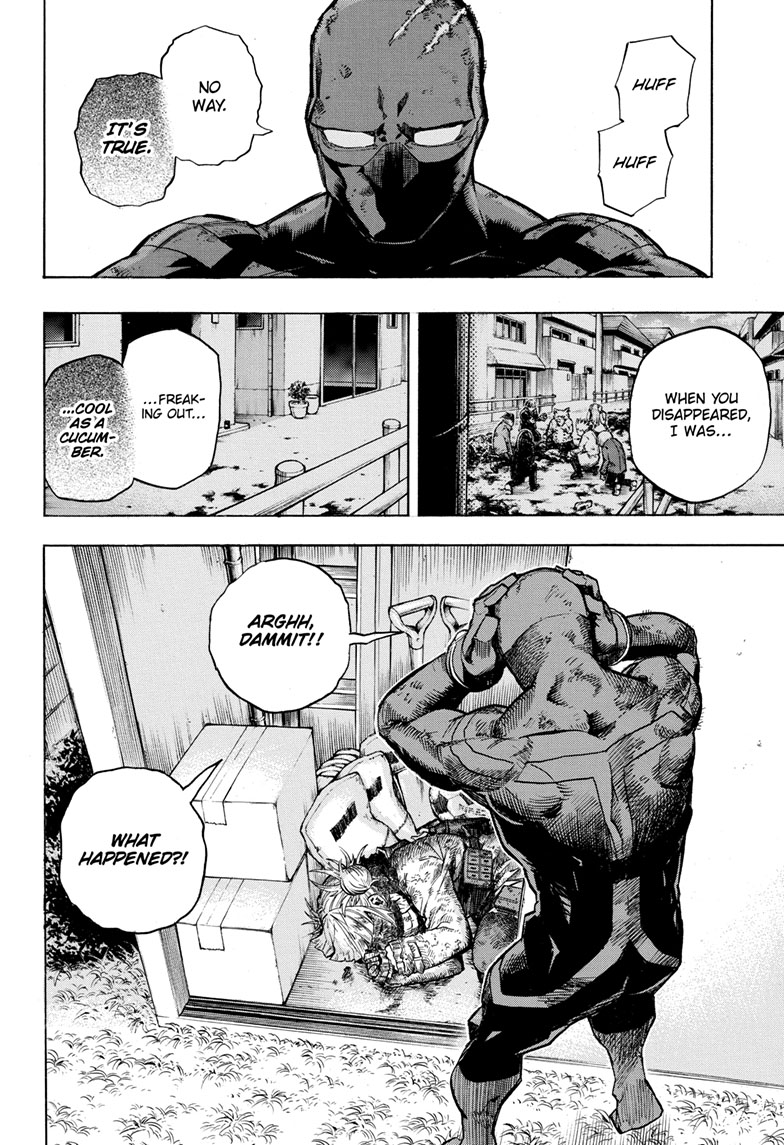 HUFF
HUFF
NO
WAY.
IT'S
TRUE.
WHEN YOU
DISAPPEARED,
I WAS...
...FREAK-
ING OUT...
...COOL
AS A
CUCUM-
BER.
ARGHH,
DAMMIT!!
WHAT
HAPPENED?!